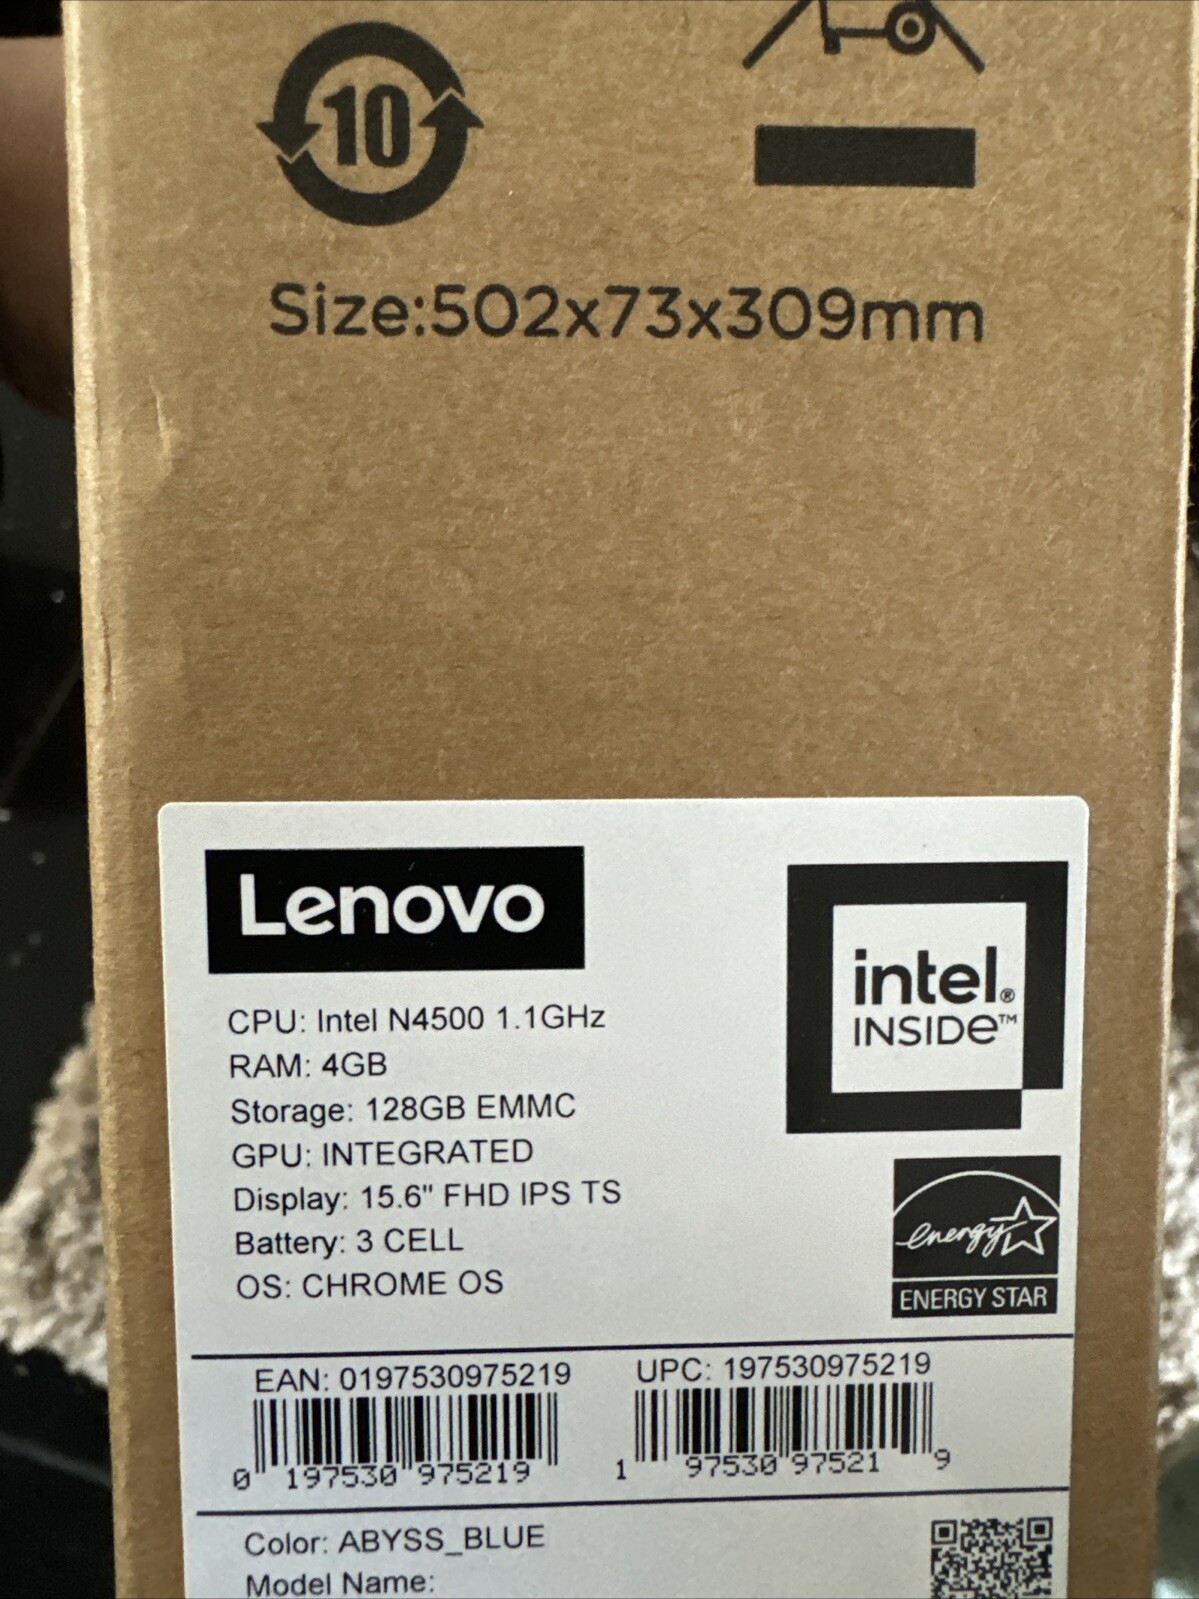 10
Size:502x73x309mm
Lenovo
intel®
INSIDe™
CPU: Intel N4500 1.1GHz
RAM: 4GB
Storage: 128GB EMMC
GPU: INTEGRATED
Display: 15.6" FHD IPS TS
Battery: 3 CELL
OS: CHROME OS
energy
ENERGY STAR
EAN: 0197530975219
UPC: 197530975219
0 197530 975219
1 97530 97521 9
Color: ABYSS_BLUE
Model Name: